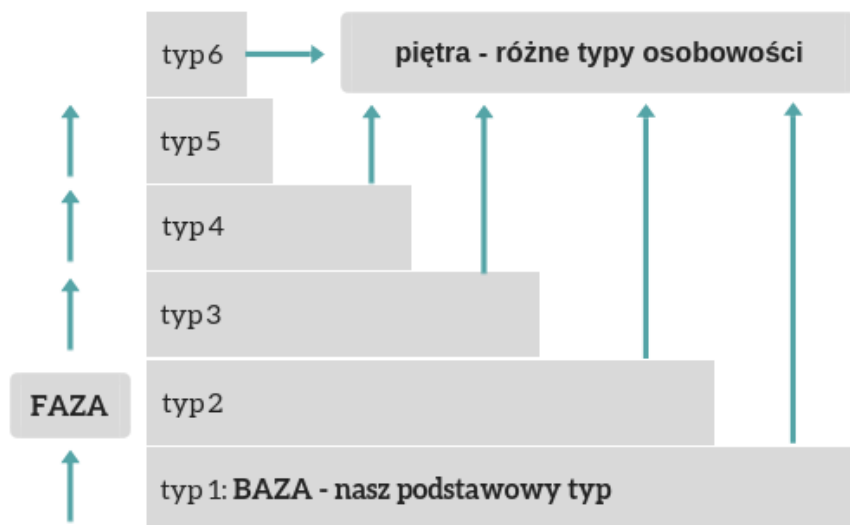 typ 6
piętra - różne typy osobowości
typ 5
typ 4
typ 3
FAZA
typ 2
typ 1: BAZA - nasz podstawowy typ